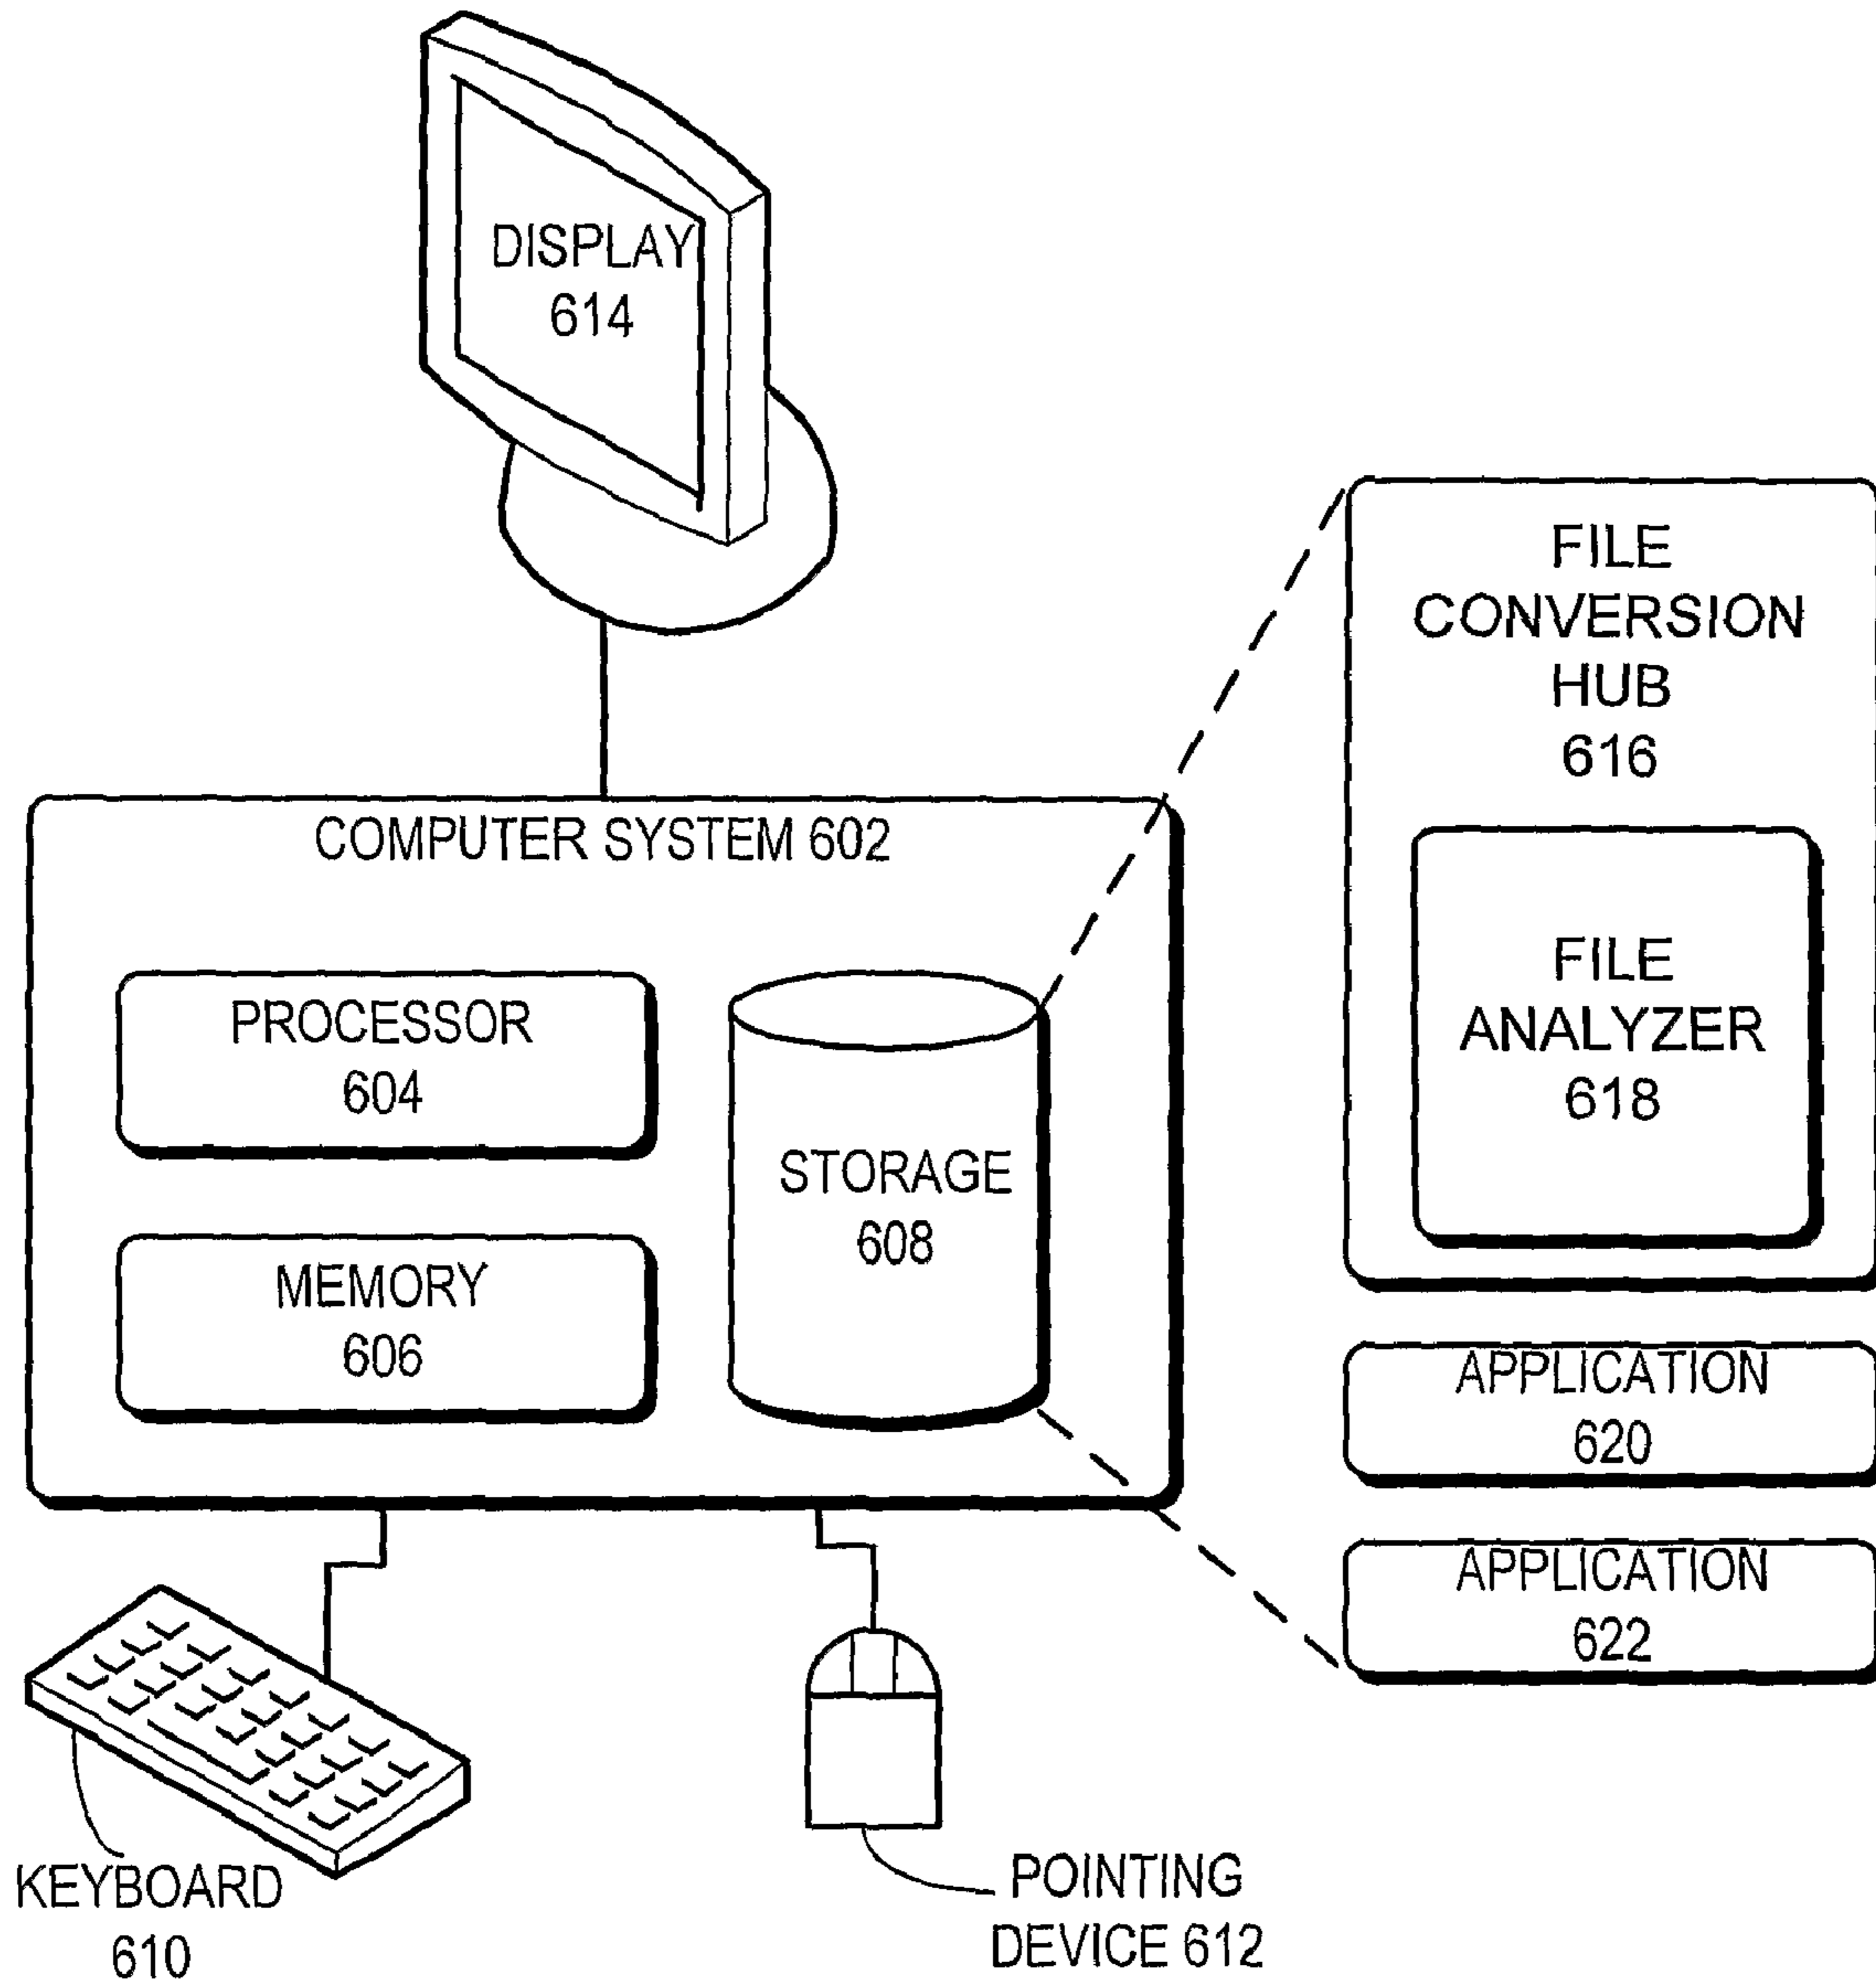 DISPLAY
614
FILE
CONVERSION
HUB
616
COMPUTER SYSTEM 602
FILE
ANALYZER
618
PROCESSOR
604
STORAGE
608
MEMORY
606
APPLICATION
620
APPLICATION
622
KEYBOARD
610
POINTING
DEVICE 612